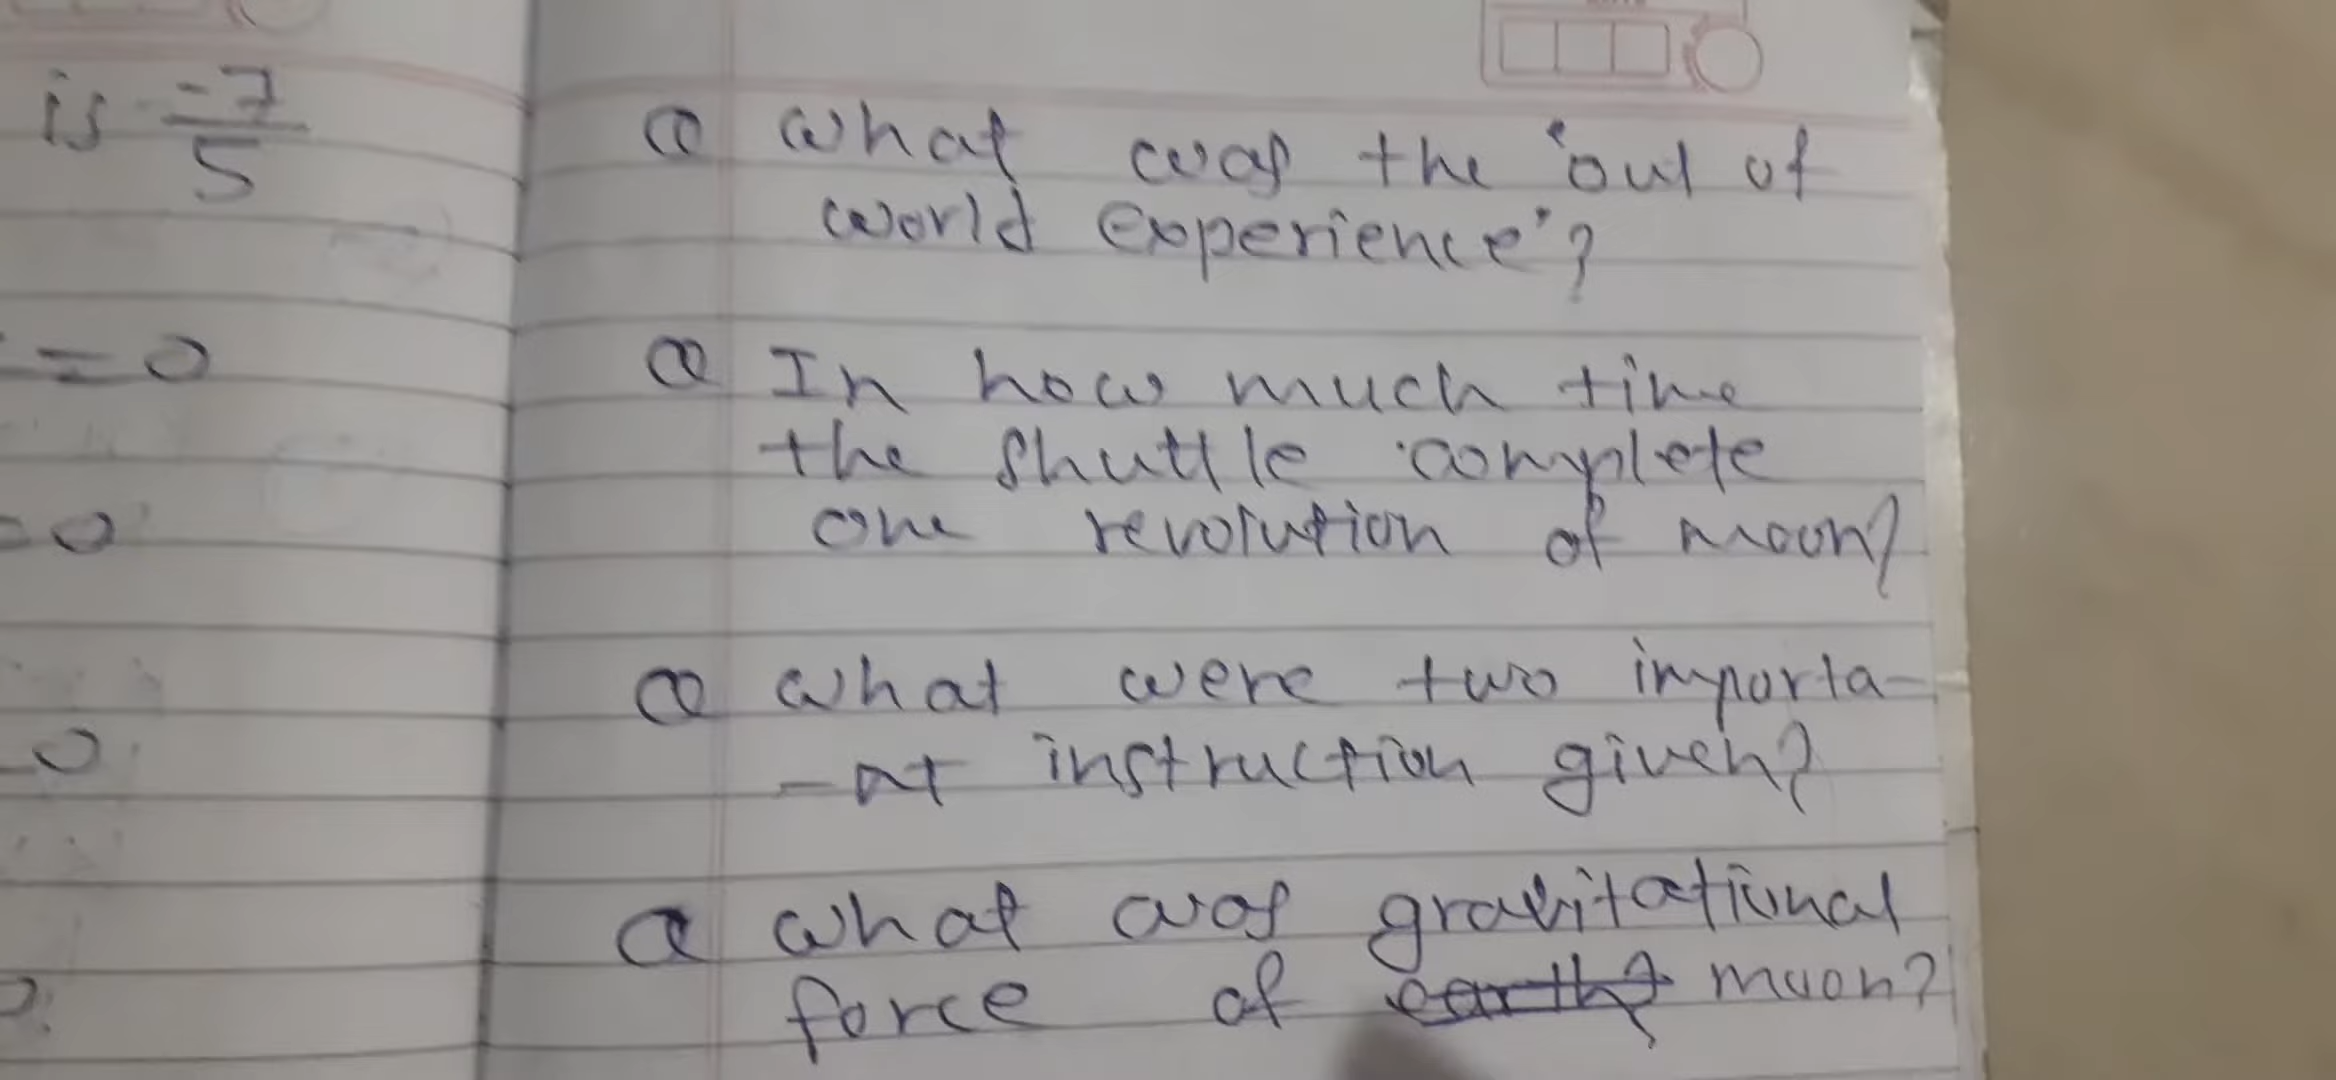 is -7/5
= 0
= 0
0
Q What was the 'out of
world experience'?
Q In how much time
the shuttle complete
one revolution of moon?
Q What were two importa-
-nt instruction given?
Q What was gravitational
force of earth? moon?